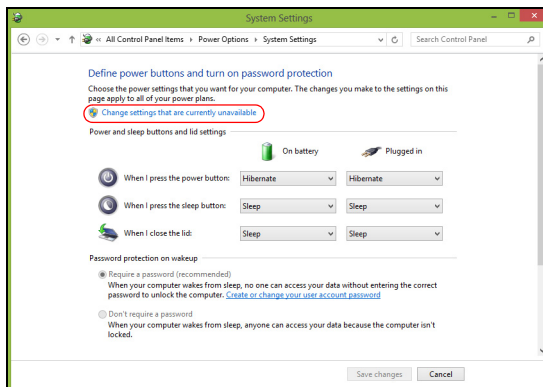 System Settings
« All Control Panel Items ▸ Power Options ▸ System Settings
Search Control Panel
Define power buttons and turn on password protection
Choose the power settings that you want for your computer. The changes you make to the settings on this
page apply to all of your power plans.
Change settings that are currently unavailable
Power and sleep buttons and lid settings
On battery Plugged in
When I press the power button: Hibernate Hibernate
When I press the sleep button: Sleep Sleep
When I close the lid: Sleep Sleep
Password protection on wakeup
Require a password (recommended)
When your computer wakes from sleep, no one can access your data without entering the correct
password to unlock the computer. Create or change your user account password
Don't require a password
When your computer wakes from sleep, anyone can access your data because the computer isn't
locked.
Save changes Cancel